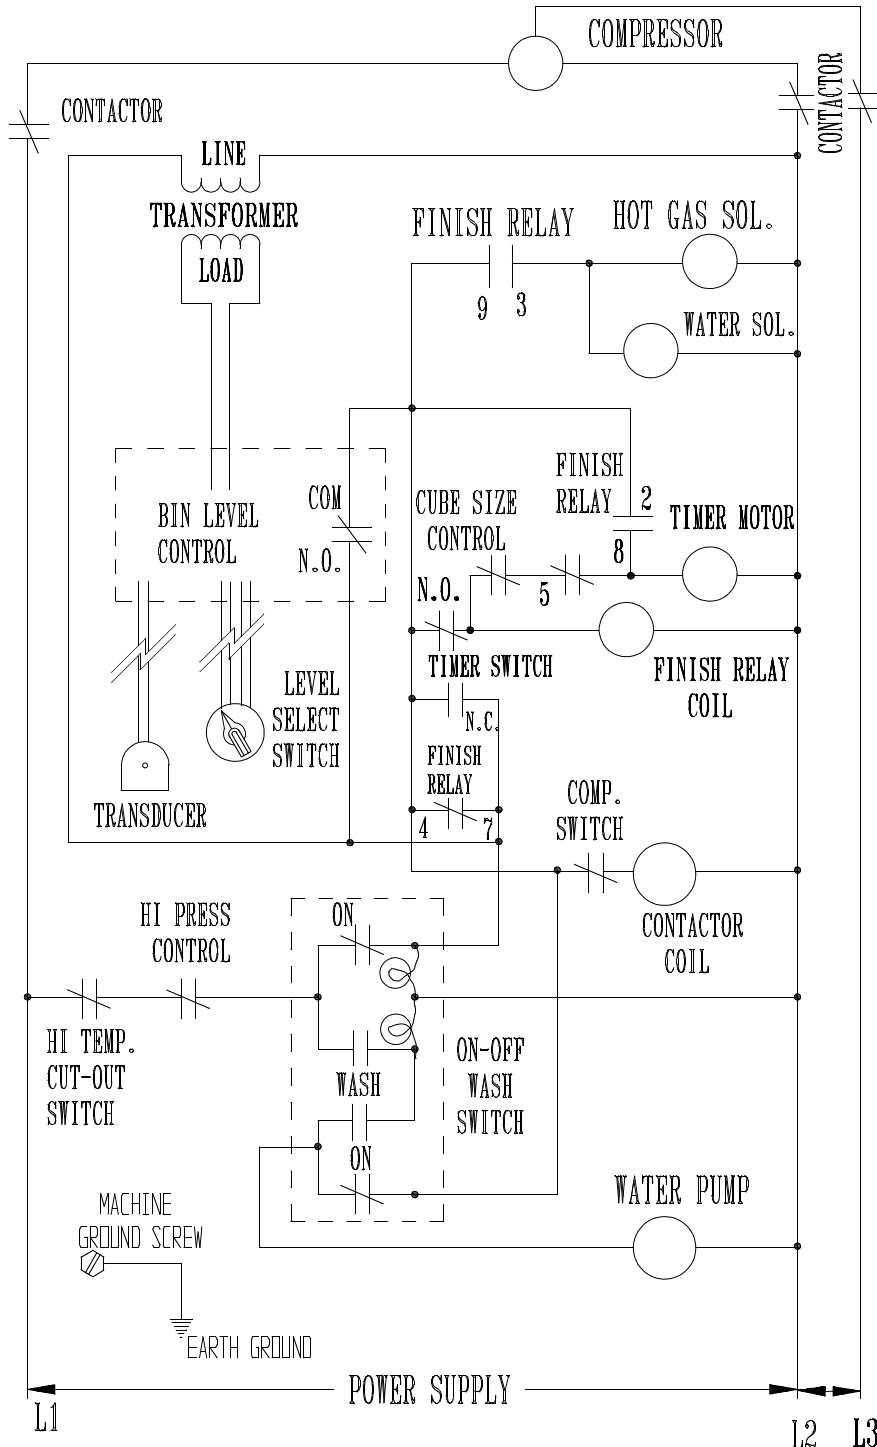 COMPRESSOR
CONTACTOR
CONTACTOR
LINE
TRANSFORMER
LOAD
FINISH RELAY
9 3
HOT GAS SOL.
WATER SOL.
BIN LEVEL
CONTROL
COM
N.O.
CUBE SIZE
CONTROL
FINISH
RELAY
2
8
5
TIMER MOTOR
N.O.
TIMER SWITCH
N.C.
FINISH RELAY
COIL
LEVEL
SELECT
SWITCH
TRANSDUCER
FINISH
RELAY
4 7
COMP.
SWITCH
CONTACTOR
COIL
HI PRESS
CONTROL
HI TEMP.
CUT-OUT
SWITCH
ON
WASH
ON
ON-OFF
WASH
SWITCH
WATER PUMP
MACHINE
GROUND SCREW
EARTH GROUND
POWER SUPPLY
L1
L2
L3